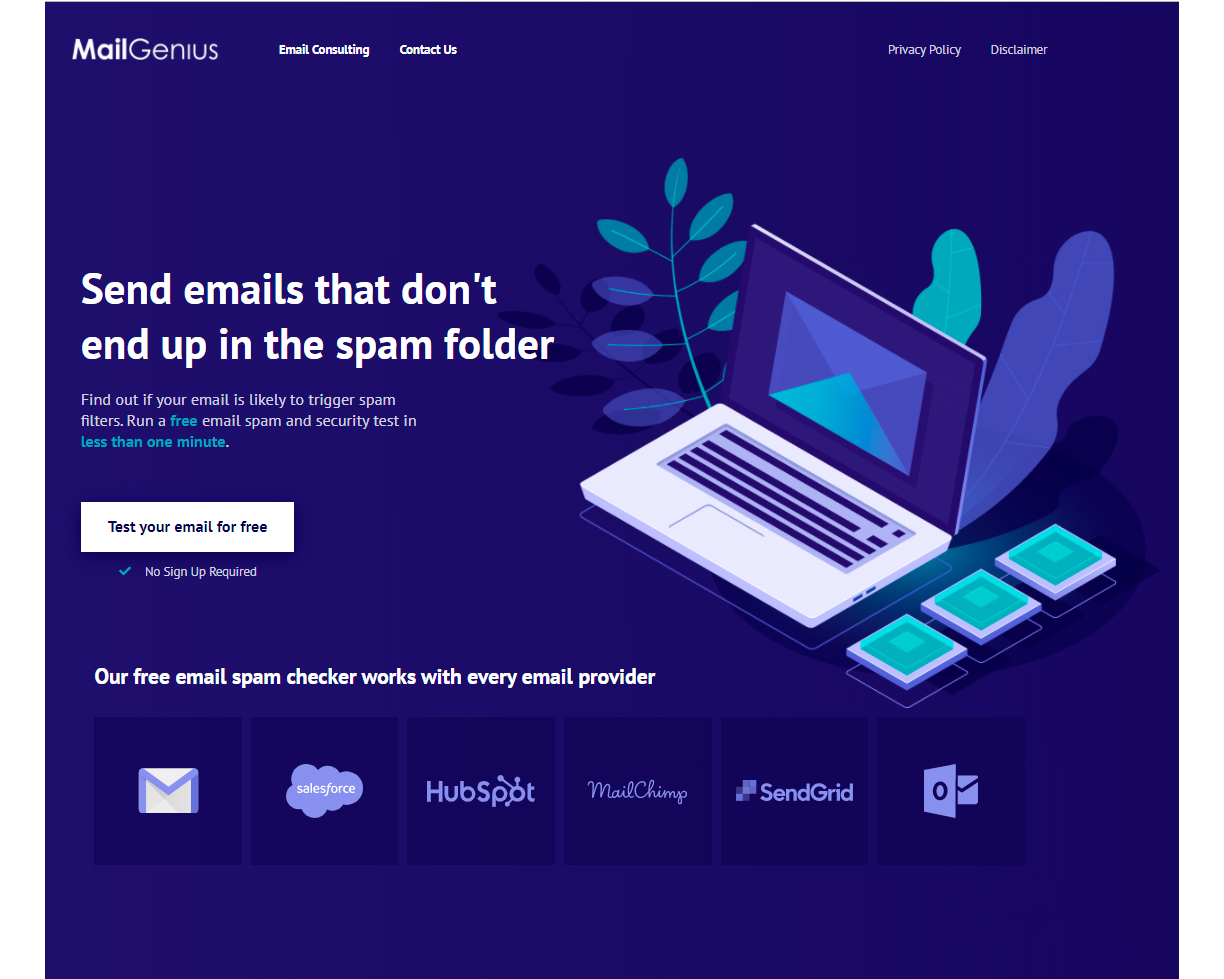 MailGenius
Email Consulting
Contact Us
Privacy Policy
Disclaimer
Send emails that don't
end up in the spam folder
Find out if your email is likely to trigger spam
filters. Run a free email spam and security test in
less than one minute.
Test your email for free
No Sign Up Required
Our free email spam checker works with every email provider
salesforce
HubSpot
MailChimp
SendGrid
O